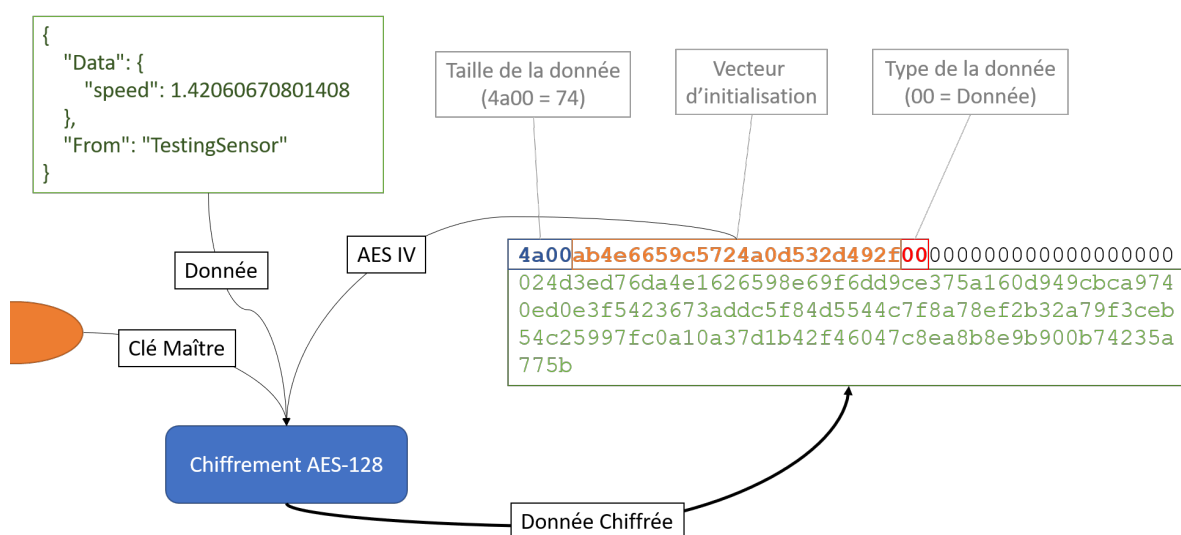 {
"Data": {
"speed": 1.42060670801408
},
"From": "TestingSensor"
}
Taille de la donnée
(4a00 = 74)
Vecteur
d'initialisation
Type de la donnée
(00 = Donnée)
Donnée
AES IV
Clé Maître
4a00ab4e6659c5724a0d532d492f00000000000000000000
024d3ed76da4e1626598e69f6dd9ce375a160d949cbca974
0ed0e3f5423673addc5f84d5544c7f8a78ef2b32a79f3ceb
54c25997fc0a10a37d1b42f46047c8ea8b8e9b900b74235a
775b
Chiffrement AES-128
Donnée Chiffrée